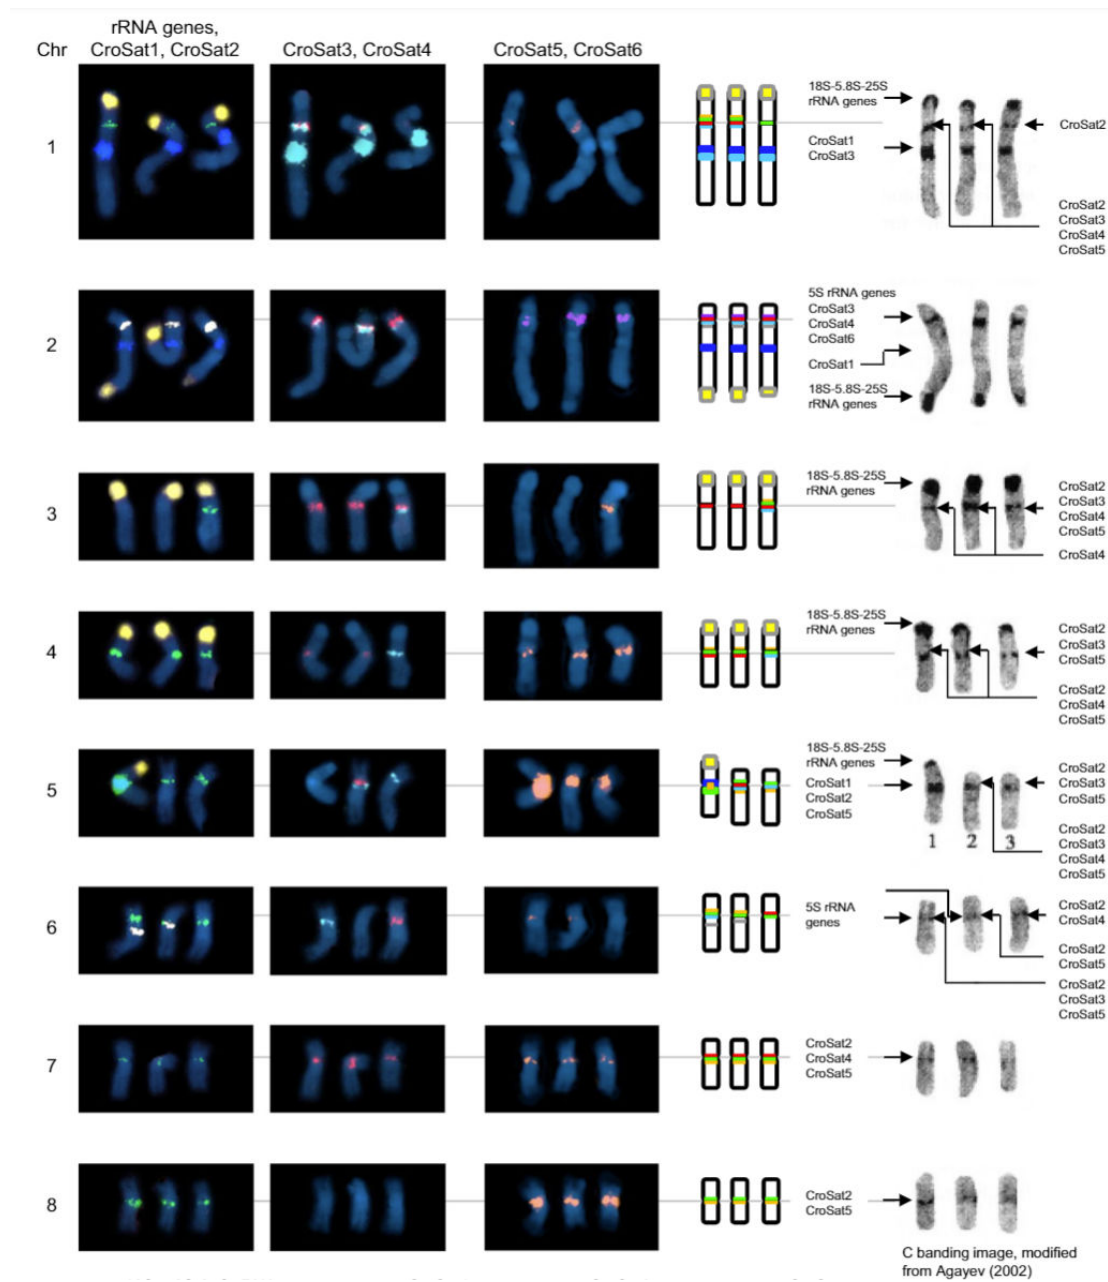 rRNA genes,
Chr CroSat1, CroSat2 CroSat3, CroSat4 CroSat5, CroSat6
1
18S-5.8S-25S
rRNA genes
CroSat1
CroSat3
CroSat2
CroSat2
CroSat3
CroSat4
CroSat5
2
5S rRNA genes
CroSat3
CroSat4
CroSat6
CroSat1
18S-5.8S-25S
rRNA genes
3
18S-5.8S-25S
rRNA genes
CroSat2
CroSat3
CroSat4
CroSat5
CroSat4
4
18S-5.8S-25S
rRNA genes
CroSat2
CroSat3
CroSat5
CroSat2
CroSat4
CroSat5
5
18S-5.8S-25S
rRNA genes
CroSat1
CroSat2
CroSat5
1 2 3
CroSat2
CroSat3
CroSat5
CroSat2
CroSat3
CroSat4
CroSat5
6
5S rRNA
genes
CroSat2
CroSat4
CroSat2
CroSat5
CroSat2
CroSat3
CroSat5
7
CroSat2
CroSat4
CroSat5
8
CroSat2
CroSat5
C banding image, modified
from Agayev (2002)